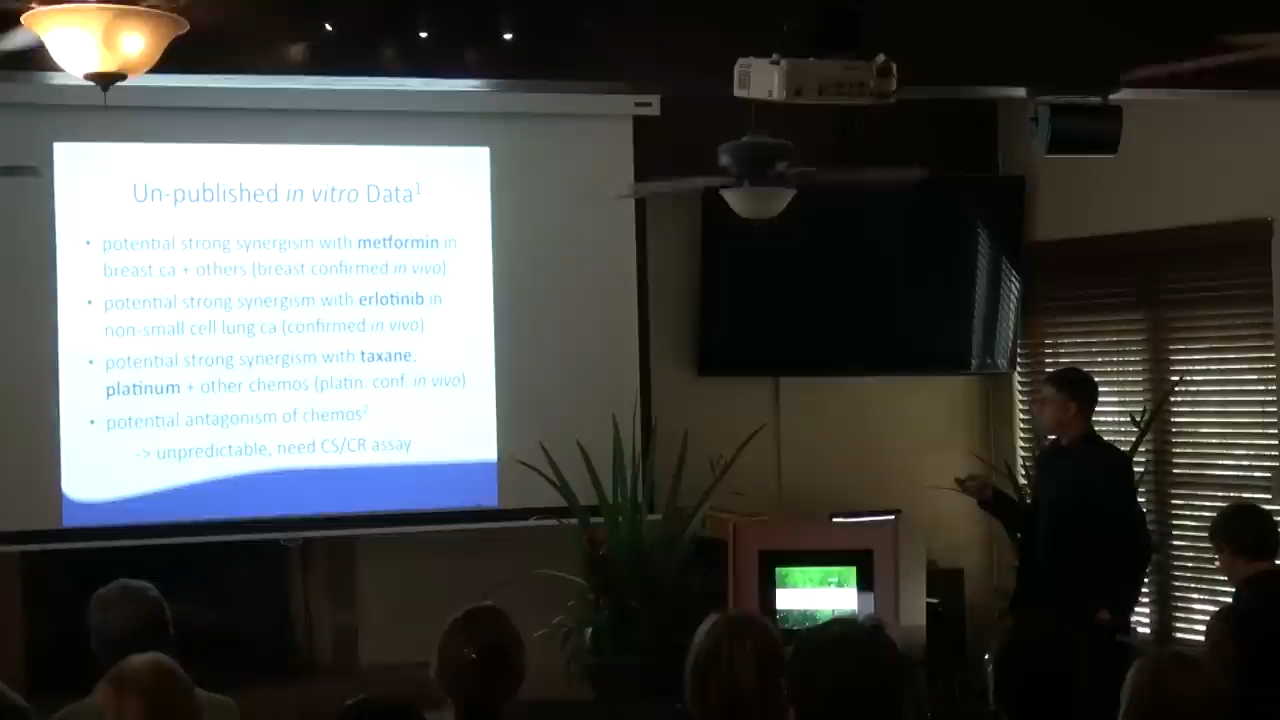 Un-published in vitro Data¹
• potential strong synergism with metformin in
breast ca + others (breast confirmed in vivo)
• potential strong synergism with erlotinib in
non-small cell lung ca (confirmed in vivo)
• potential strong synergism with taxane,
platinum + other chemos (platin. conf. in vivo)
• potential antagonism of chemos²
-> unpredictable, need CS/CR assay